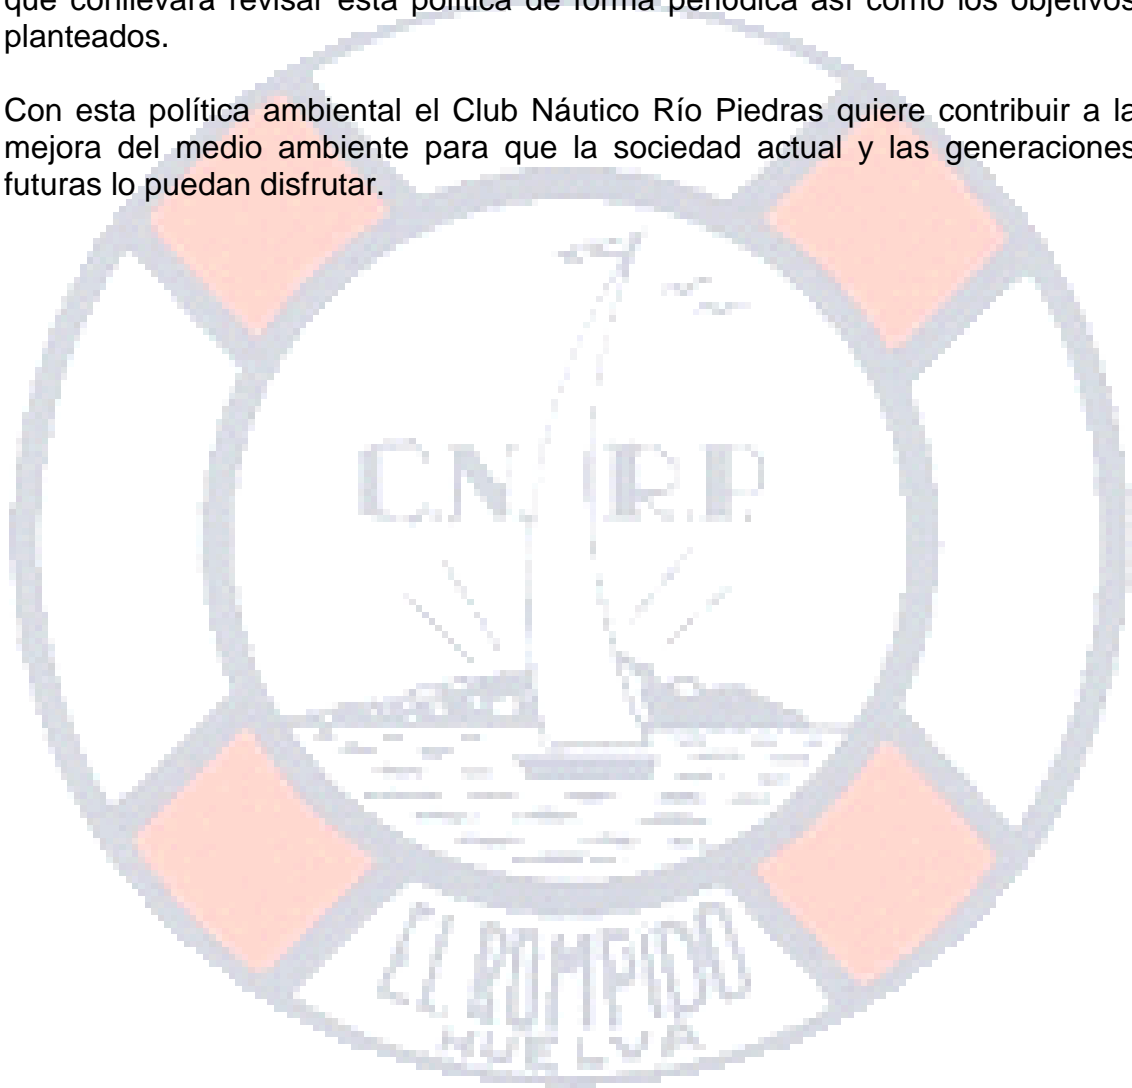 que conllevará revisar esta política de forma periódica así como los objetivos
planteados.
Con esta política ambiental el Club Náutico Río Piedras quiere contribuir a la
mejora del medio ambiente para que la sociedad actual y las generaciones
futuras lo puedan disfrutar.
C.N. R.P.
EL ROMPIDO
HUELVA